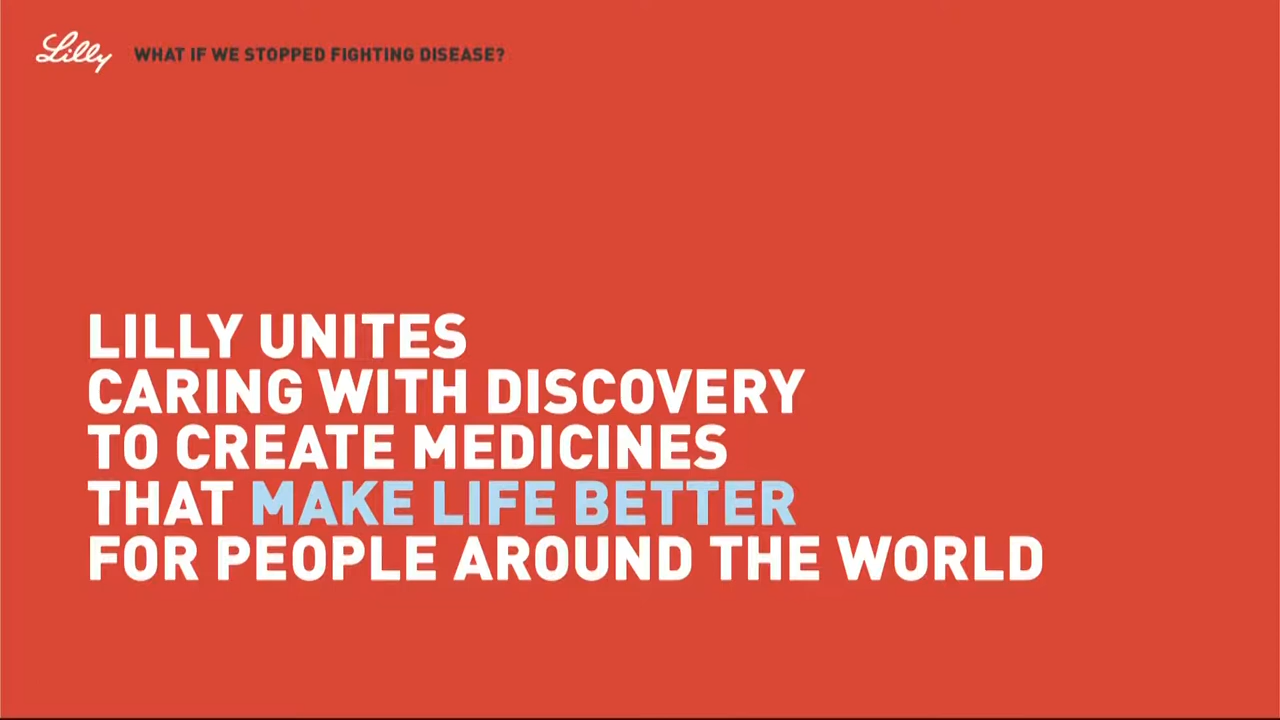 Lilly WHAT IF WE STOPPED FIGHTING DISEASE?
LILLY UNITES
CARING WITH DISCOVERY
TO CREATE MEDICINES
THAT MAKE LIFE BETTER
FOR PEOPLE AROUND THE WORLD